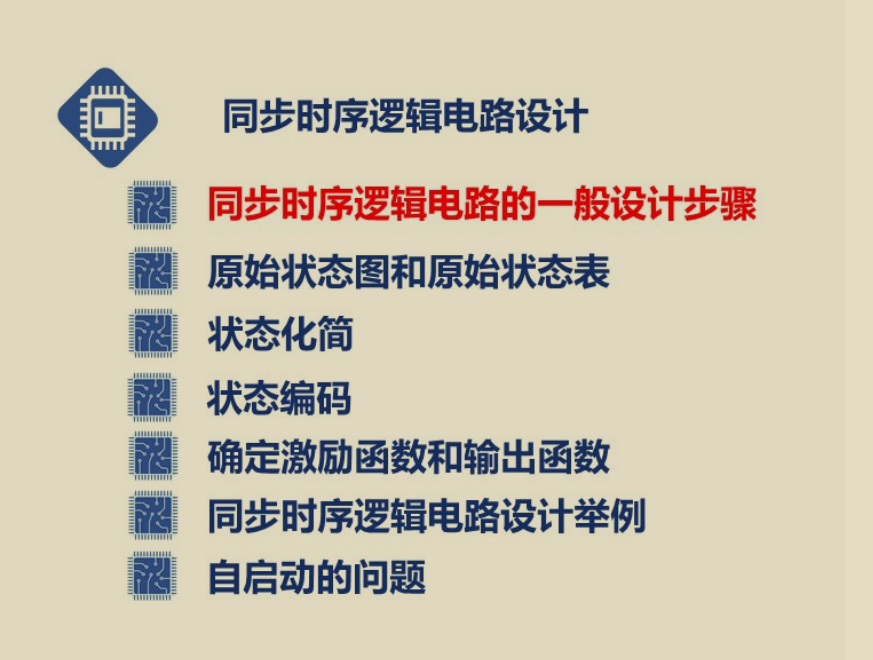 同步时序逻辑电路设计
同步时序逻辑电路的一般设计步骤
原始状态图和原始状态表
状态化简
状态编码
确定激励函数和输出函数
同步时序逻辑电路设计举例
自启动的问题